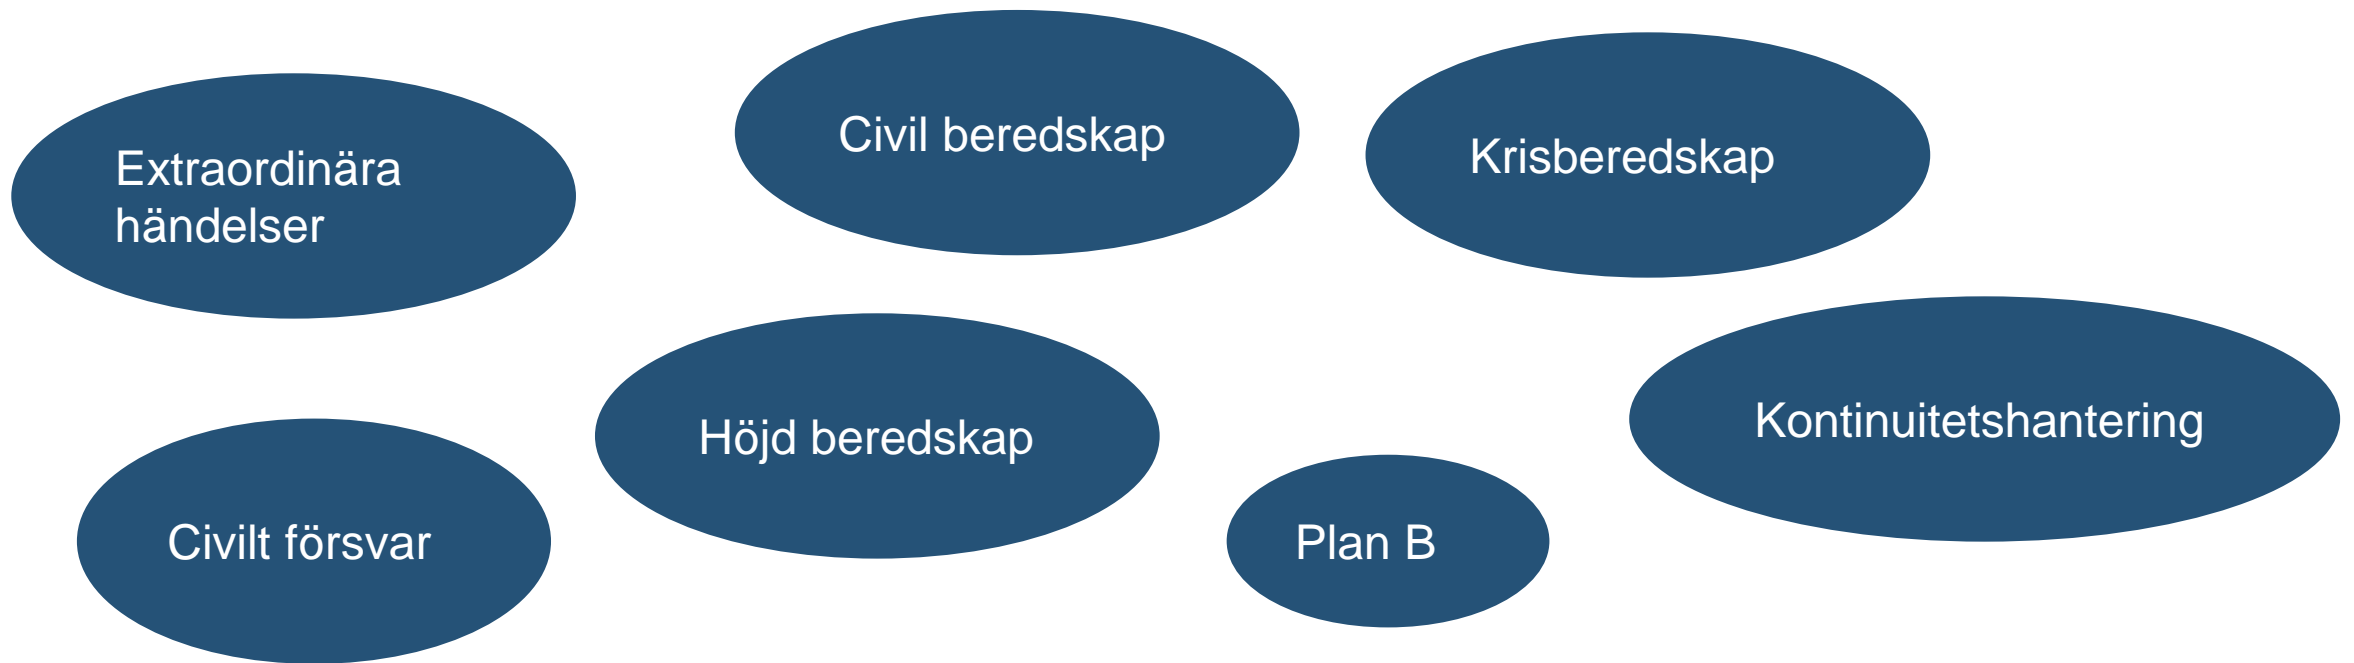 Extraordinära
händelser
Civil beredskap
Krisberedskap
Civilt försvar
Höjd beredskap
Plan B
Kontinuitetshantering